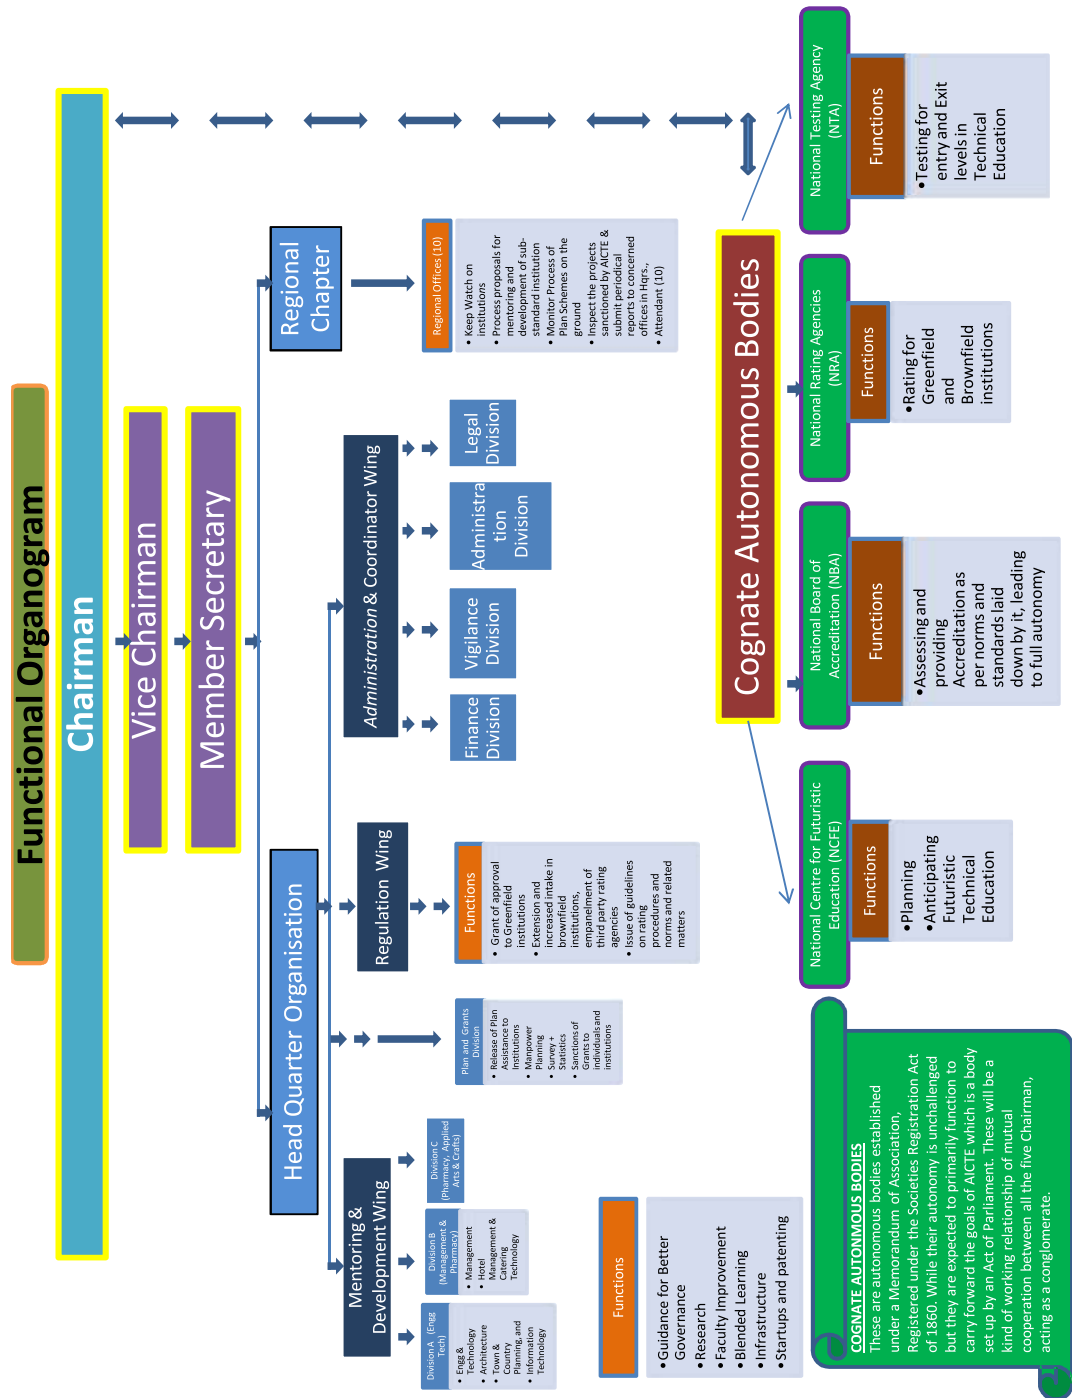 Functional Organogram
Chairman
Vice Chairman
Member Secretary
Head Quarter Organisation
Regional
Chapter
Mentoring &
Development Wing
Regulation Wing
Administration & Coordinator Wing
Division A (Engg
Tech)
• Engg &
Technology
• Architecture
• Town &
Country
Planning, and
• Information
Technology
Division B
(Management &
Pharmacy)
• Management
• Hotel
Management &
Catering
Technology
Division C
(Pharmacy, Applied
Arts & Crafts)
Plan and Grants
Division
• Release of Plan
Assistance to
Institutions
• Manpower
Planning
• Survey +
Statistics
• Sanctions of
Grants to
individuals and
institutions
Functions
• Grant of approval
to Greenfield
institutions
• Extension and
increased intake in
brownfield
institutions,
empanelment of
third party rating
agencies
• Issue of guidelines
on rating
procedures and
norms and related
matters
Finance
Division
Vigilance
Division
Administra
tion
Division
Legal
Division
Regional Offices (10)
• Keep Watch on
institutions
• Process proposals for
mentoring and
development of sub-
standard institution
• Monitor Process of
Plan Schemes on the
ground
• Inspect the projects
sanctioned by AICTE &
submit periodical
reports to concerned
offices in Hqrs.,
• Attendant (10)
Functions
•Guidance for Better
Governance
•Research
•Faculty Improvement
•Blended Learning
•Infrastructure
•Startups and patenting
Cognate Autonomous Bodies
COGNATE AUTONMOUS BODIES
These are autonomous bodies established
under a Memorandum of Association,
Registered under the Societies Registration Act
of 1860. While their autonomy is unchallenged
but they are expected to primarily function to
carry forward the goals of AICTE which is a body
set up by an Act of Parliament. These will be a
kind of working relationship of mutual
cooperation between all the five Chairman,
acting as a conglomerate.
National Centre for Futuristic
Education (NCFE)
Functions
•Planning
•Anticipating
Futuristic
Technical
Education
National Board of
Accreditation (NBA)
Functions
•Assessing and
providing
Accreditation as
per norms and
standards laid
down by it, leading
to full autonomy
National Rating Agencies
(NRA)
Functions
•Rating for
Greenfield
and
Brownfield
institutions
National Testing Agency
(NTA)
Functions
•Testing for
entry and Exit
levels in
Technical
Education